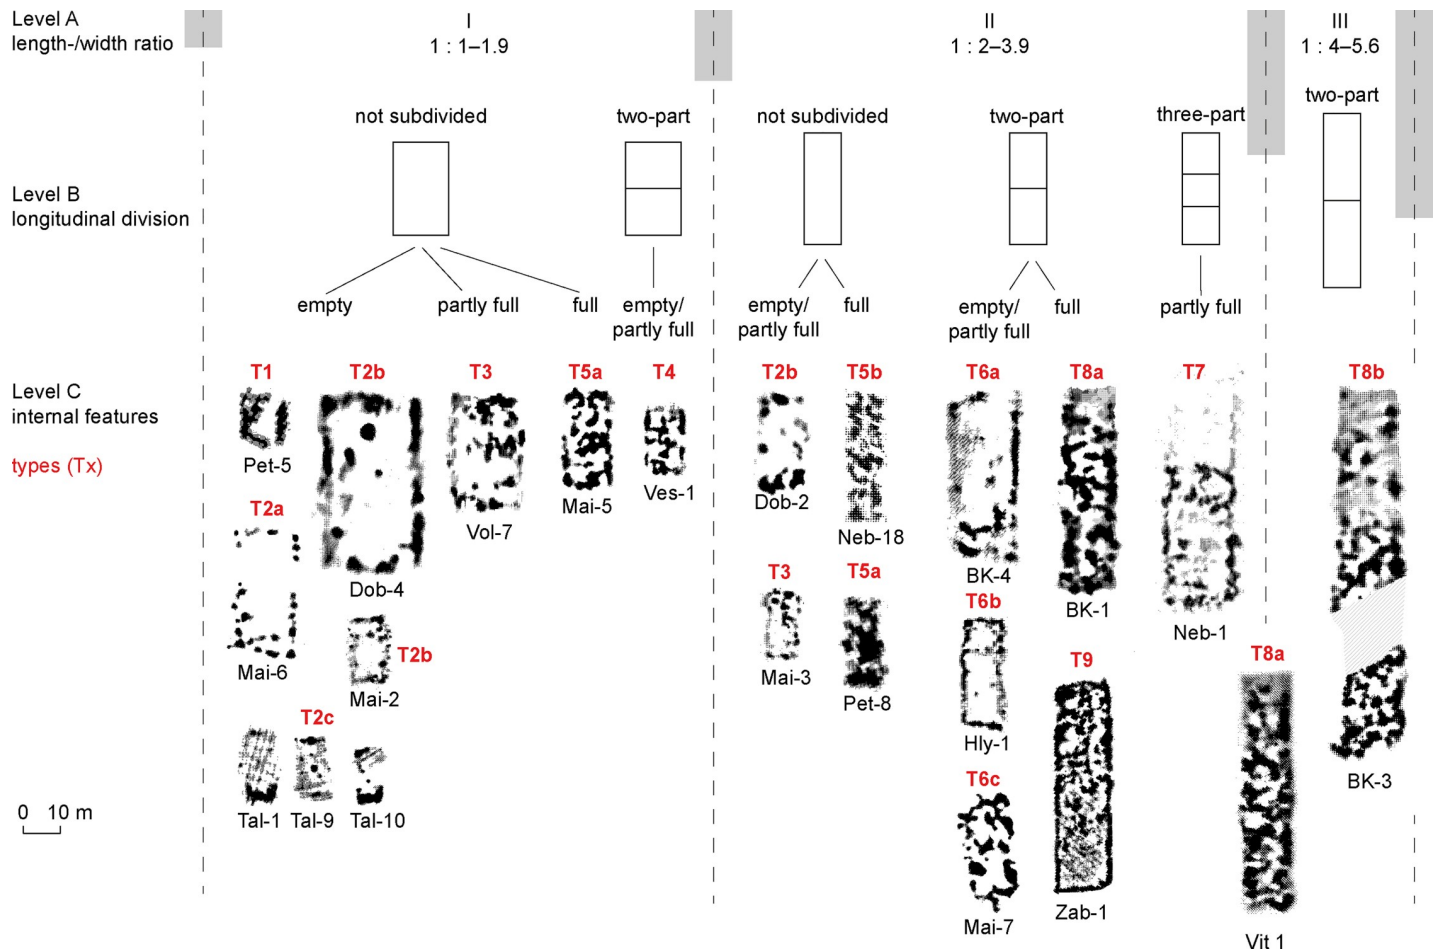 Level A
length-/width ratio
I
1 : 1–1.9
II
1 : 2–3.9
III
1 : 4–5.6
Level B
longitudinal division
not subdivided
two-part
not subdivided
two-part
three-part
two-part
empty
partly full
full
empty/
partly full
empty/
partly full
full
empty/
partly full
full
partly full
Level C
internal features
types (Tx)
T1
Pet-5
T2b
Dob-4
T3
Vol-7
T5a
Mai-5
T4
Ves-1
T2b
Dob-2
T5b
Neb-18
T6a
BK-4
T8a
BK-1
T7
Neb-1
T8b
BK-3
T2a
Mai-6
T2b
Mai-2
T3
Mai-3
T5a
Pet-8
T6b
Hly-1
T9
Zab-1
T8a
Vit 1
T2c
Tal-1
Tal-9
Tal-10
T6c
Mai-7
0 10 m